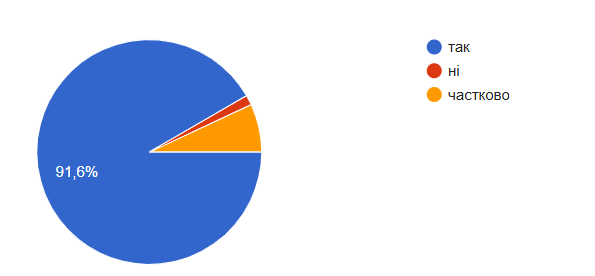 так
ні
частково
91,6%